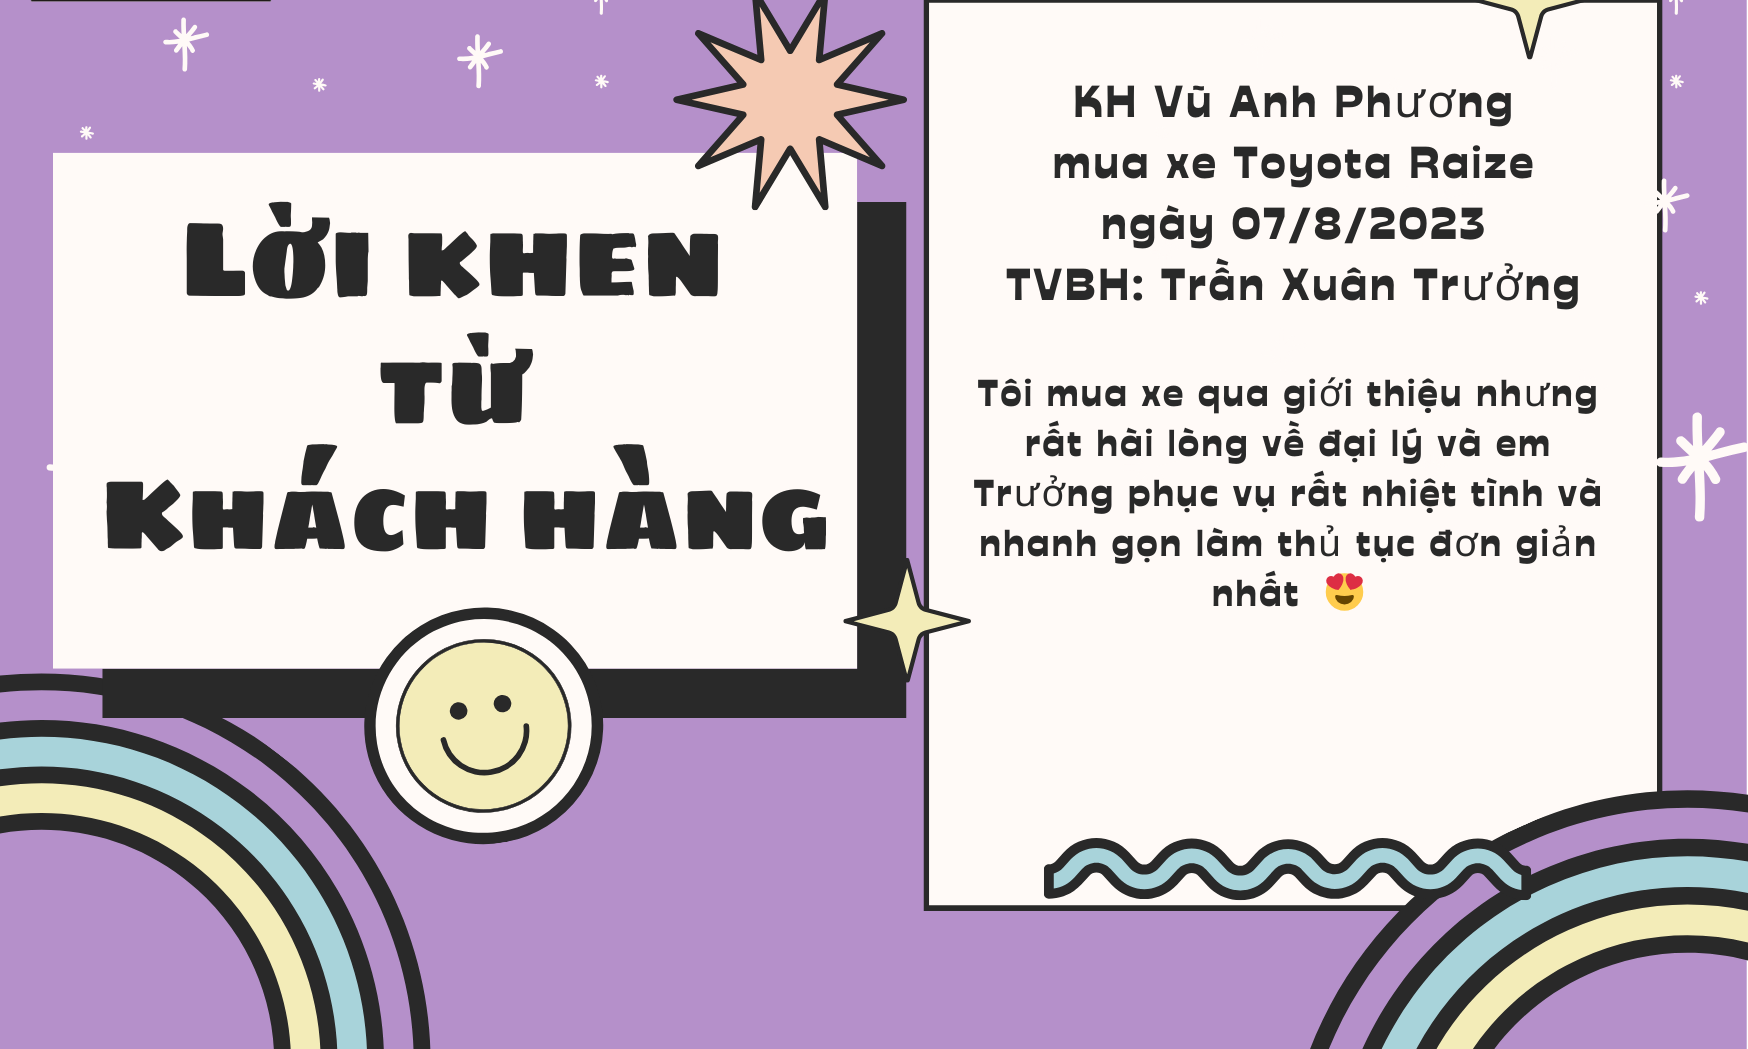 LỜI KHEN
TỪ
KHÁCH HÀNG
KH Vũ Anh Phương
mua xe Toyota Raize
ngày 07/8/2023
TVBH: Trần Xuân Trưởng
Tôi mua xe qua giới thiệu nhưng
rất hài lòng về đại lý và em
Trưởng phục vụ rất nhiệt tình và
nhanh gọn làm thủ tục đơn giản
nhất 😍